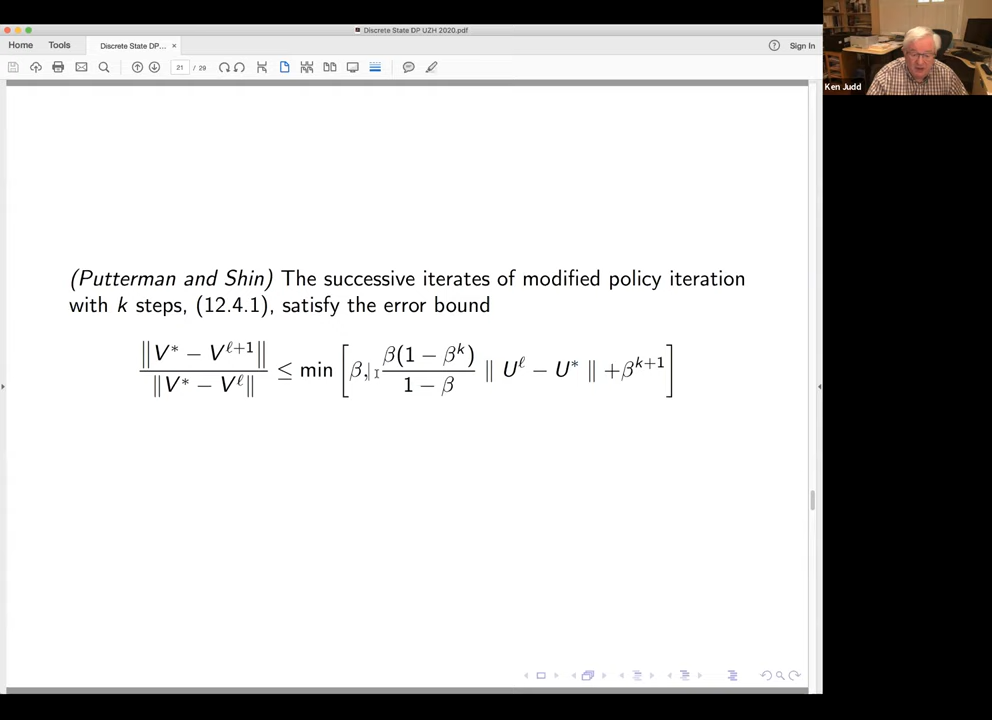 Discrete State DP UZH 2020.pdf
Home Tools Discrete State DP... × Sign In
21 / 29
Ken Judd
(Putterman and Shin) The successive iterates of modified policy iteration
with k steps, (12.4.1), satisfy the error bound
‖V* − V^{ℓ+1}‖ / ‖V* − V^ℓ‖ ≤ min [β, β(1 − β^k) / (1 − β) ‖ U^ℓ − U* ‖ +β^{k+1}]